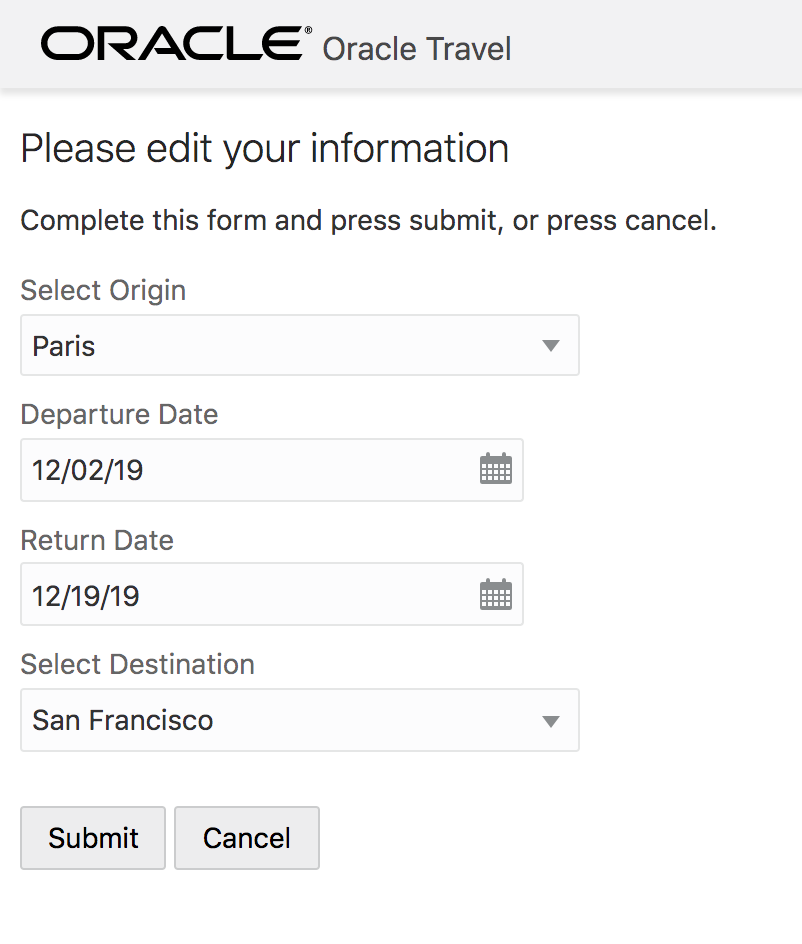 ORACLE® Oracle Travel
Please edit your information
Complete this form and press submit, or press cancel.
Select Origin
Paris
Departure Date
12/02/19
Return Date
12/19/19
Select Destination
San Francisco
Submit Cancel